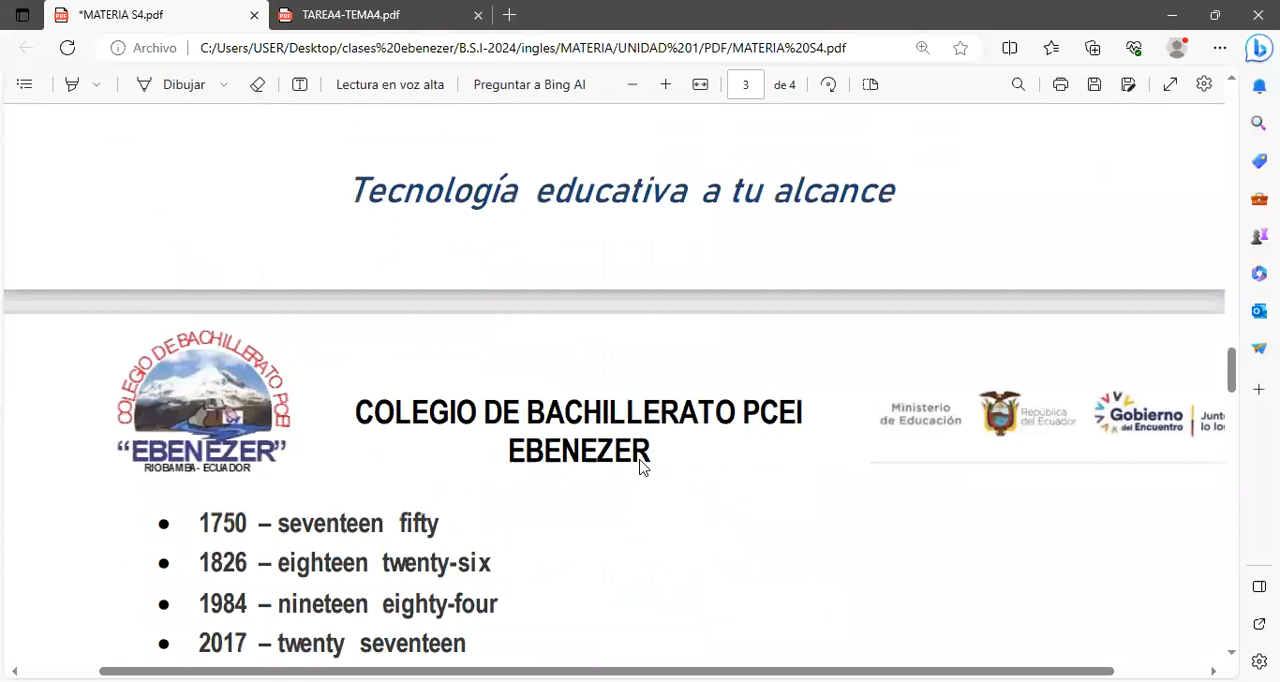 *MATERIA S4.pdf
TAREA4-TEMA4.pdf
Archivo
C:/Users/USER/Desktop/clases%20ebenezer/B.S.I-2024/ingles/MATERIA/UNIDAD%201/PDF/MATERIA%20S4.pdf
Dibujar
Lectura en voz alta
Preguntar a Bing AI
3
de 4
Tecnología educativa a tu alcance
COLEGIO DE BACHILLERATO PCEI
"EBENEZER"
RIOBAMBA - ECUADOR
COLEGIO DE BACHILLERATO PCEI
EBENEZER
Ministerio
de Educación
República
del Ecuador
Gobierno
del Encuentro
Junt
lo lo
• 1750 – seventeen fifty
• 1826 – eighteen twenty-six
• 1984 – nineteen eighty-four
• 2017 – twenty seventeen